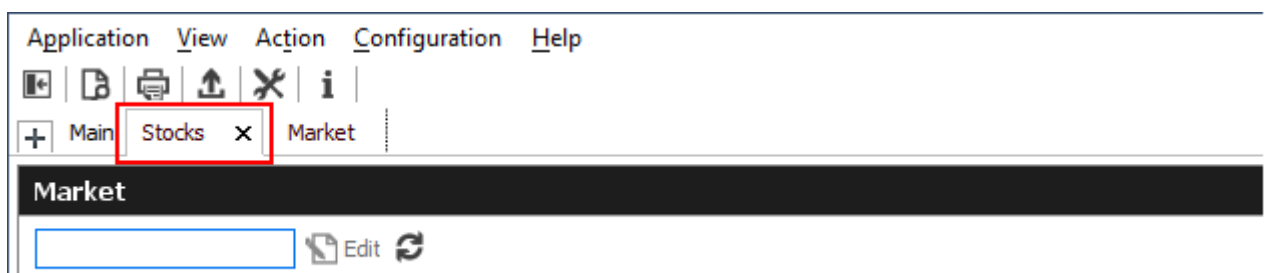 Application View Action Configuration Help
i
+ Main Stocks × Market
Market
Edit